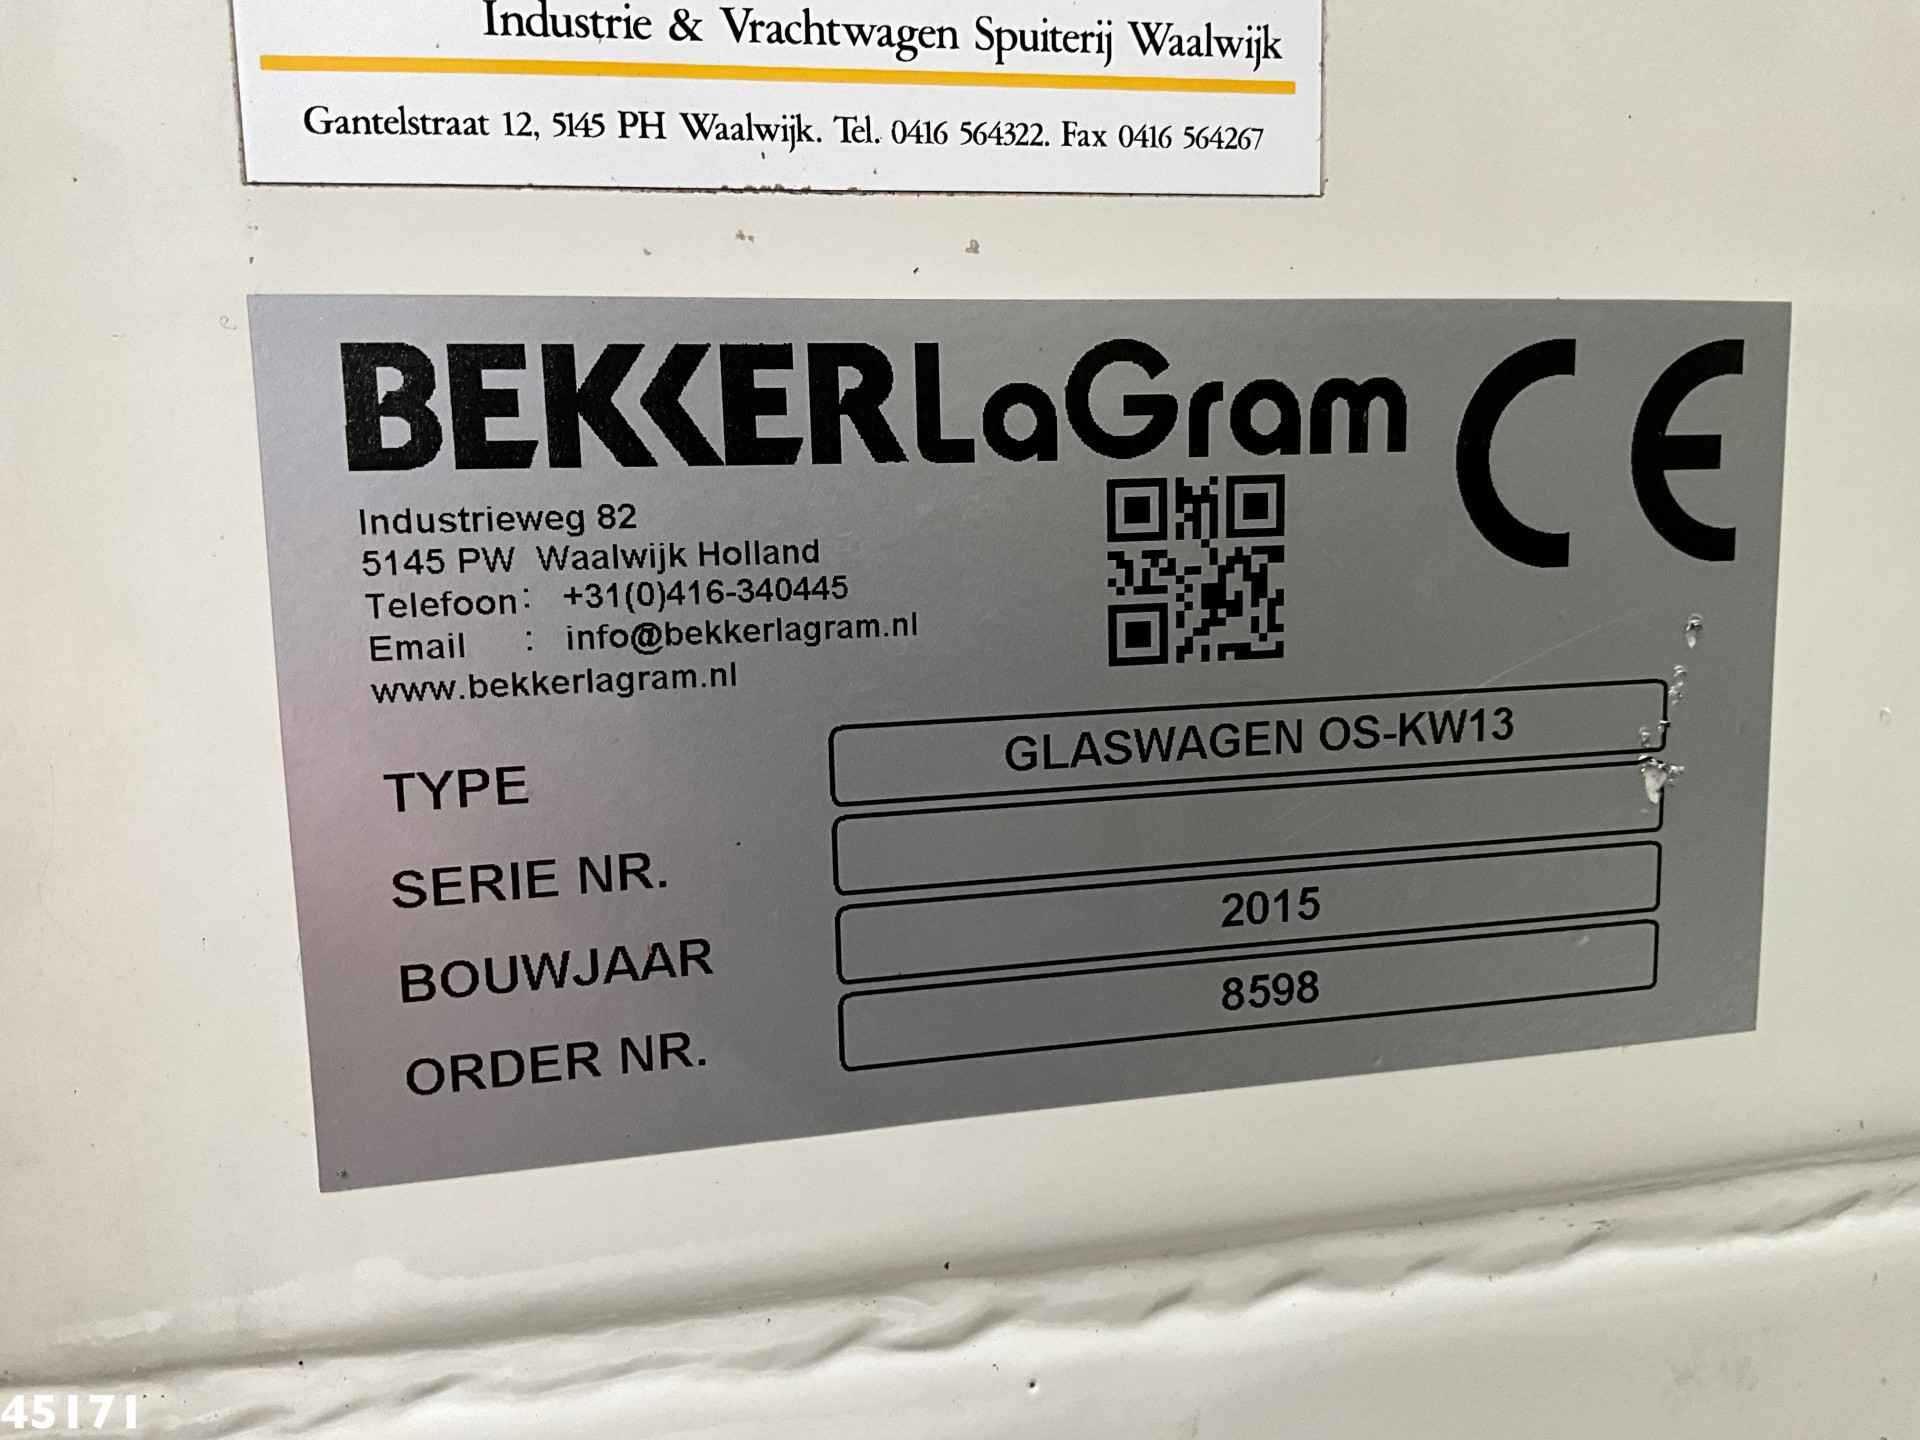 Industrie & Vrachtwagen Spuiterij Waalwijk
Gantelstraat 12, 5145 PH Waalwijk. Tel. 0416 564322. Fax 0416 564267
BEKKERLaGram CE
Industrieweg 82
5145 PW Waalwijk Holland
Telefoon: +31(0)416-340445
Email : info@bekkerlagram.nl
www.bekkerlagram.nl
TYPE GLASWAGEN OS-KW13
SERIE NR.
BOUWJAAR 2015
ORDER NR. 8598
45171